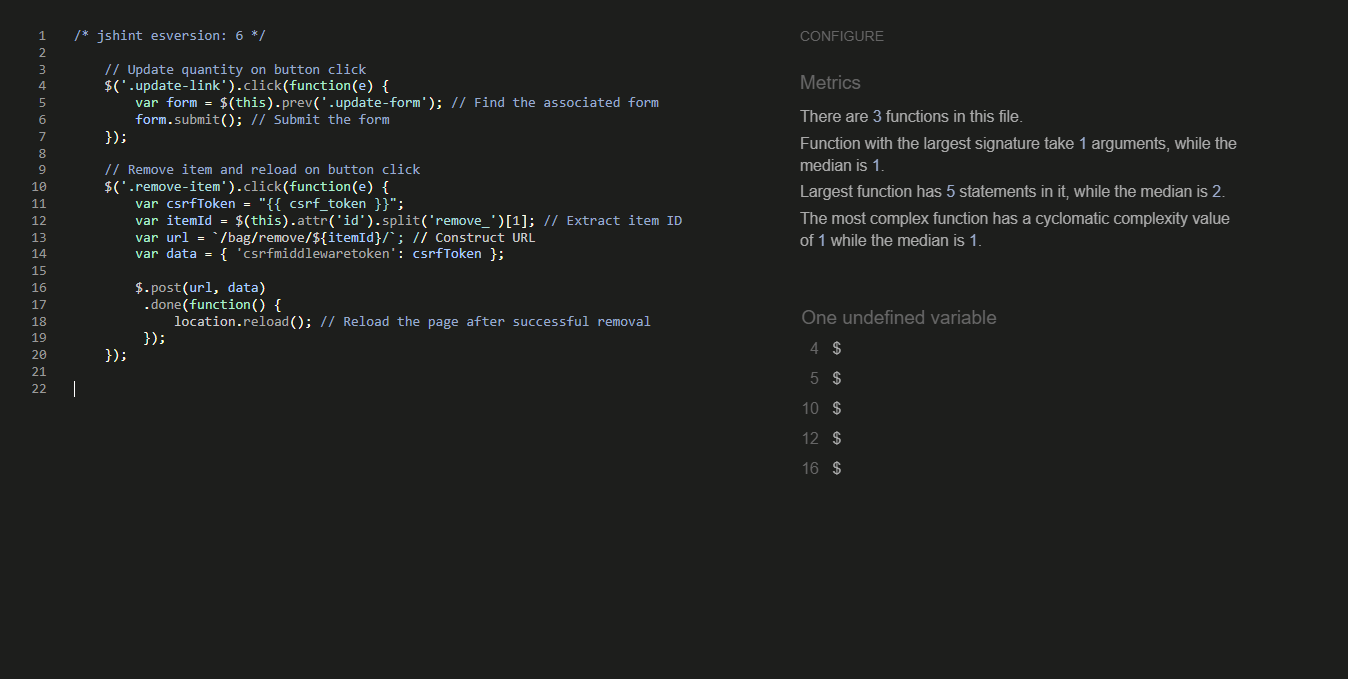 1 /* jshint esversion: 6 */
2
3 // Update quantity on button click
4 $('.update-link').click(function(e) {
5 var form = $(this).prev('.update-form'); // Find the associated form
6 form.submit(); // Submit the form
7 });
8
9 // Remove item and reload on button click
10 $('.remove-item').click(function(e) {
11 var csrfToken = "{{ csrf_token }}";
12 var itemId = $(this).attr('id').split('remove_')[1]; // Extract item ID
13 var url = `/bag/remove/${itemId}/`; // Construct URL
14 var data = { 'csrfmiddlewaretoken': csrfToken };
15
16 $.post(url, data)
17 .done(function() {
18 location.reload(); // Reload the page after successful removal
19 });
20 });
21
22
CONFIGURE
Metrics
There are 3 functions in this file.
Function with the largest signature take 1 arguments, while the
median is 1.
Largest function has 5 statements in it, while the median is 2.
The most complex function has a cyclomatic complexity value
of 1 while the median is 1.
One undefined variable
4 $
5 $
10 $
12 $
16 $